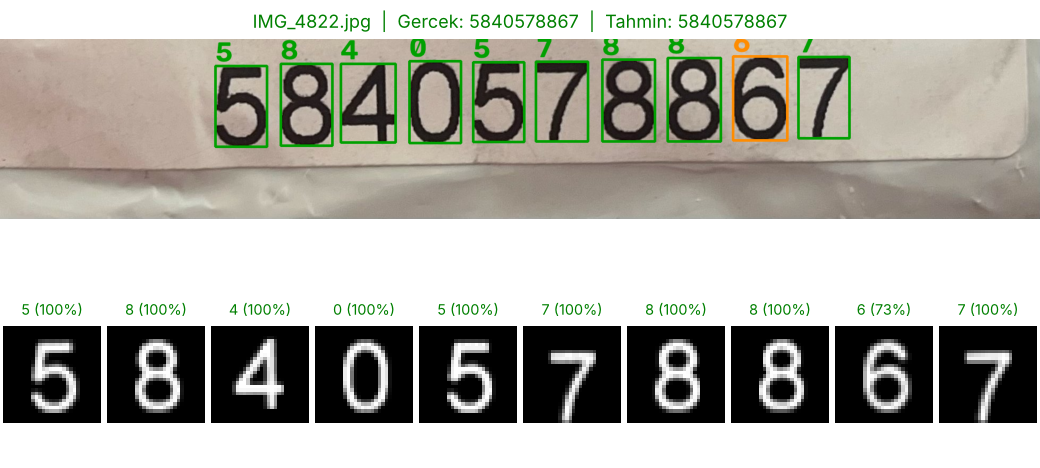 IMG_4822.jpg | Gercek: 5840578867 | Tahmin: 5840578867
5 8 4 0 5 7 8 8 6 7
5840578867
5 (100%) 8 (100%) 4 (100%) 0 (100%) 5 (100%) 7 (100%) 8 (100%) 8 (100%) 6 (73%) 7 (100%)
5 8 4 0 5 7 8 8 6 7